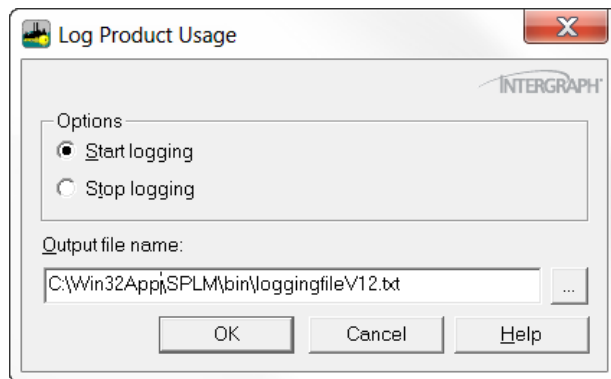 Log Product Usage
INTERGRAPH
Options
Start logging
Stop logging
Output file name:
C:\Win32App\SPLM\bin\loggingfileV12.txt
...
OK Cancel Help